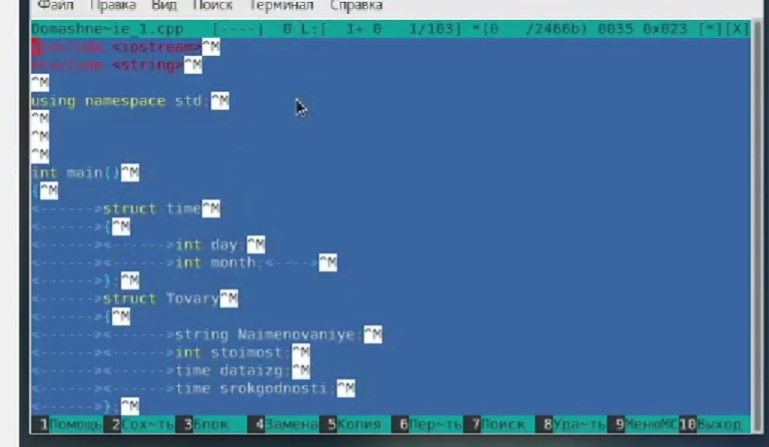 Файл Правка Вид Поиск Терминал Справка
Domashne~ie_1.cpp [----] 0 L:[ 1+ 0 1/103] *(0 /2466b) 0035 0x023 [*][X]
#include <iostream>^M
#include <string>^M
^M
using namespace std;^M
^M
^M
^M
int main()^M
{^M
<------>struct time^M
<------>{^M
<------><------>int day;^M
<------><------>int month;<---->^M
<------>};^M
<------>struct Tovary^M
<------>{^M
<------><------>string Naimenovaniye;^M
<------><------>int stoimost;^M
<------><------>time dataizg;^M
<------><------>time srokgodnosti;^M
<------>};^M
1Помощь 2Сох~ть 3Блок 4Замена 5Копия 6Пер~ть 7Поиск 8Уда~ть 9МенюMC 10Выход